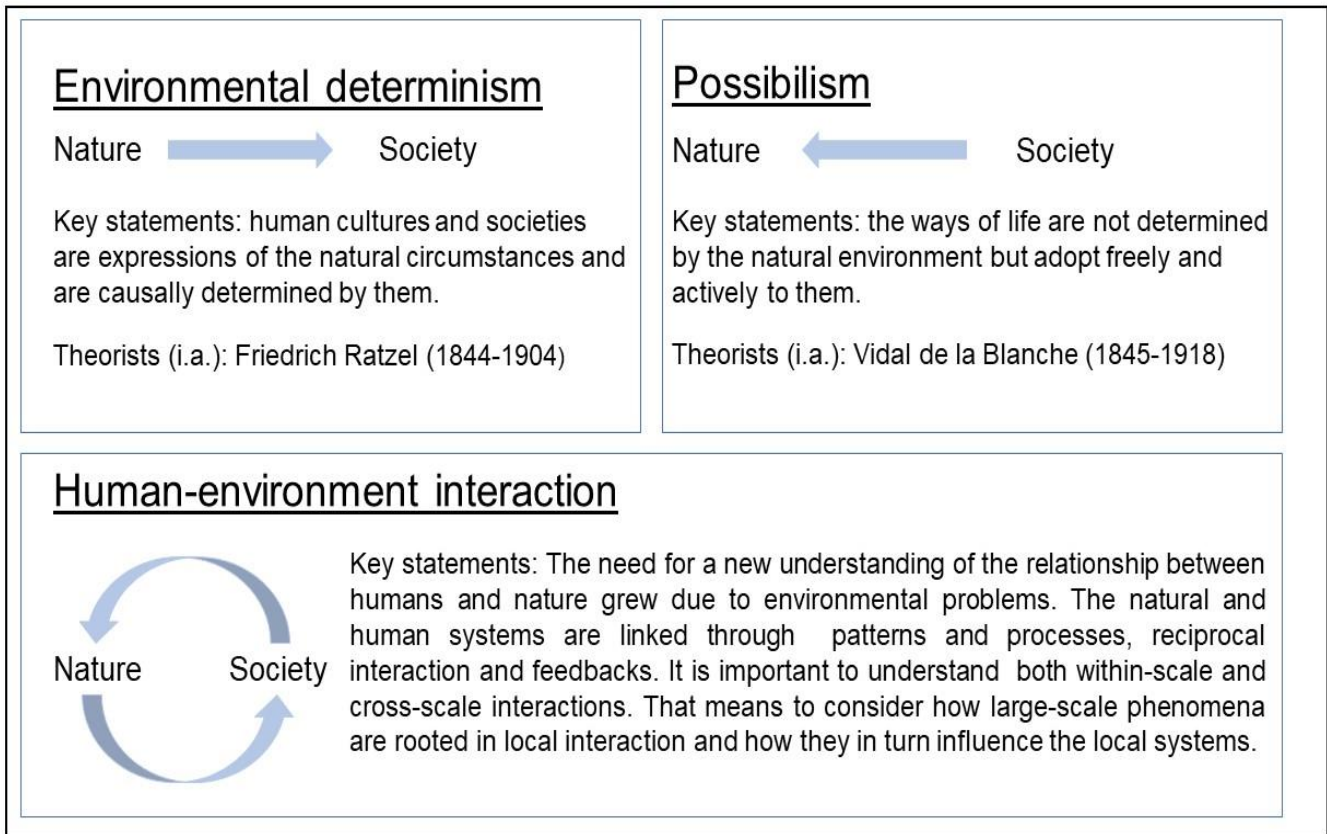 Environmental determinism
Nature Society
Key statements: human cultures and societies
are expressions of the natural circumstances and
are causally determined by them.
Theorists (i.a.): Friedrich Ratzel (1844-1904)
Possibilism
Nature Society
Key statements: the ways of life are not determined
by the natural environment but adopt freely and
actively to them.
Theorists (i.a.): Vidal de la Blanche (1845-1918)
Human-environment interaction
Nature Society
Key statements: The need for a new understanding of the relationship between
humans and nature grew due to environmental problems. The natural and
human systems are linked through patterns and processes, reciprocal
interaction and feedbacks. It is important to understand both within-scale and
cross-scale interactions. That means to consider how large-scale phenomena
are rooted in local interaction and how they in turn influence the local systems.